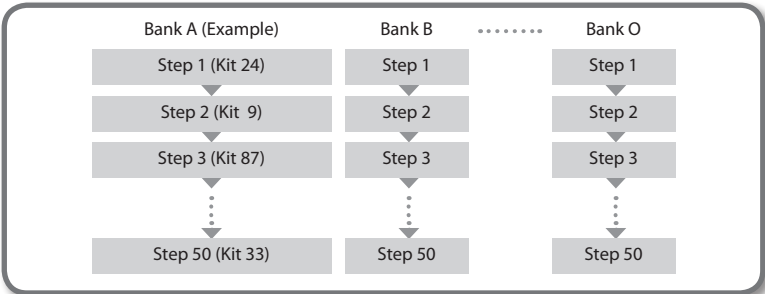 Bank A (Example) Bank B Bank O
Step 1 (Kit 24) Step 1 Step 1
Step 2 (Kit 9) Step 2 Step 2
Step 3 (Kit 87) Step 3 Step 3
Step 50 (Kit 33) Step 50 Step 50